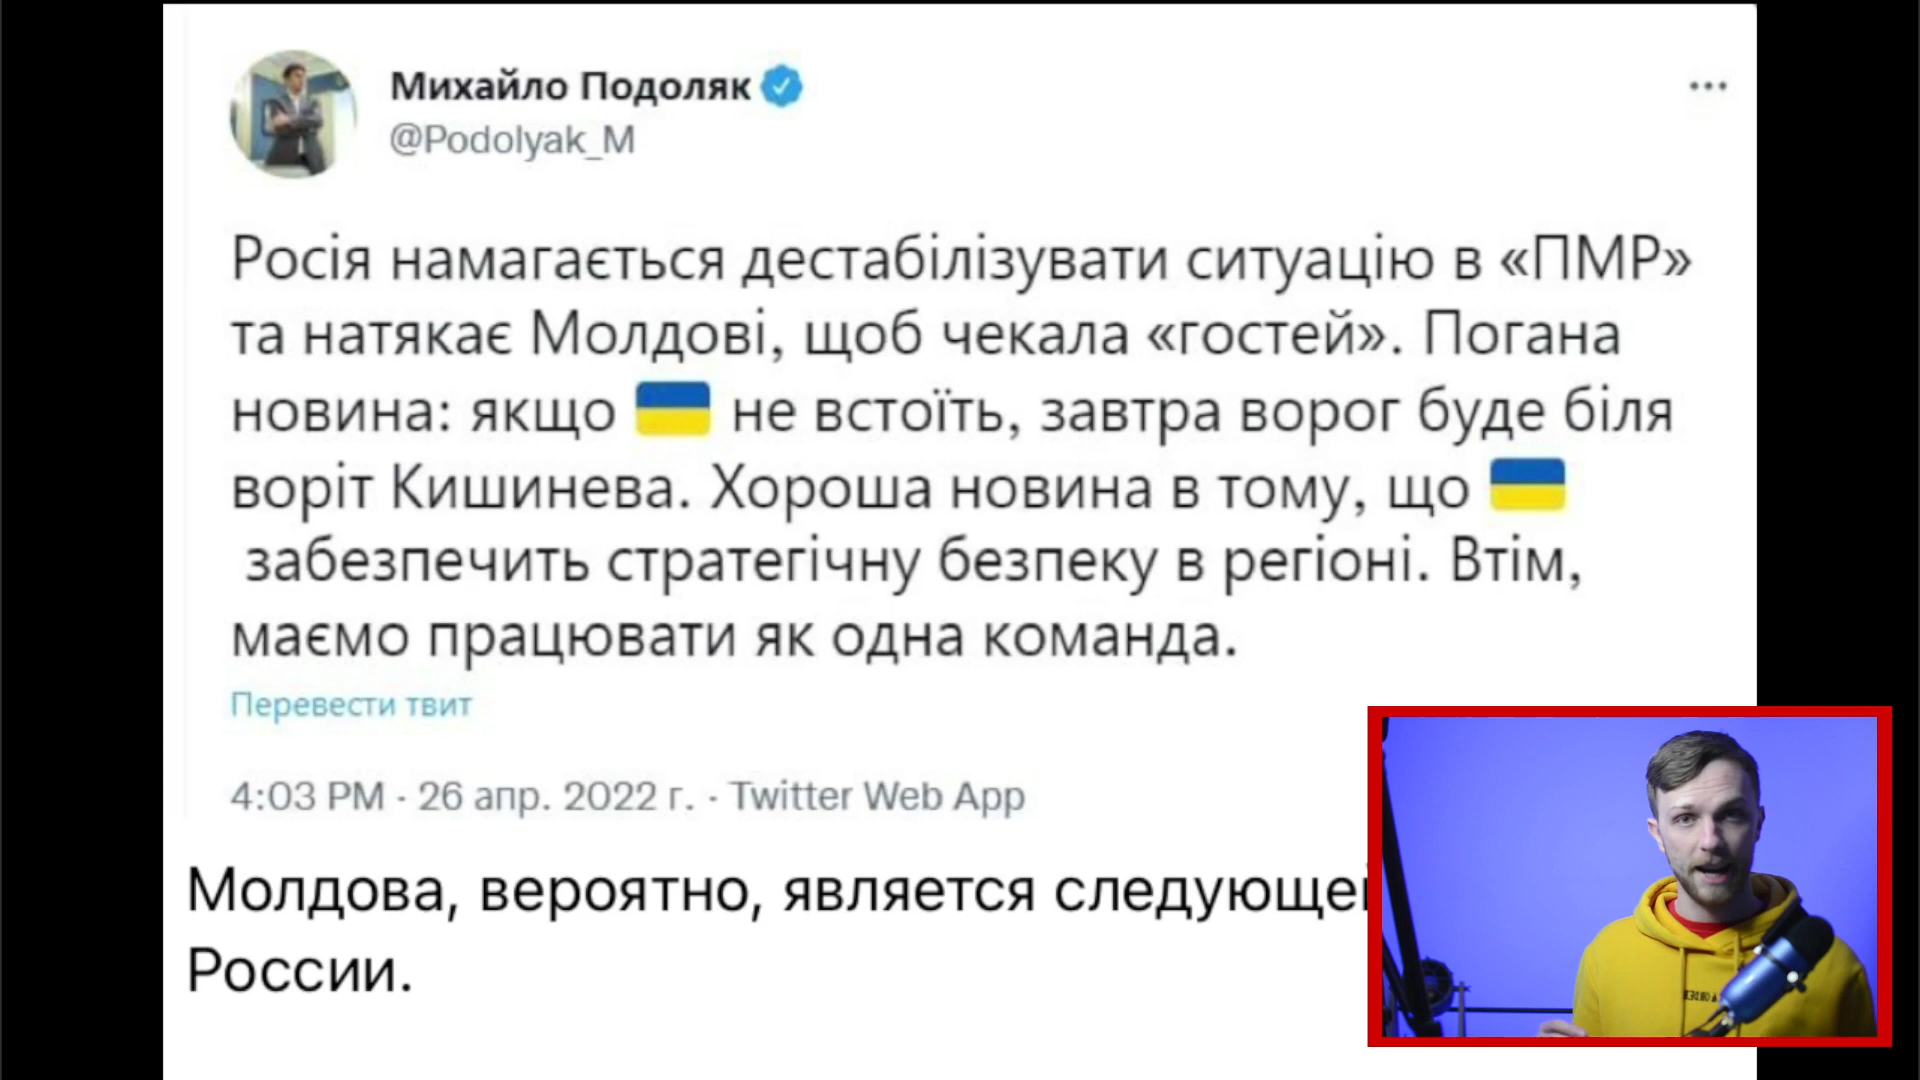 Михайло Подоляк
@Podolyak_M
Росія намагається дестабілізувати ситуацію в «ПМР»
та натякає Молдові, щоб чекала «гостей». Погана
новина: якщо 🇺🇦 не встоїть, завтра ворог буде біля
воріт Кишинева. Хороша новина в тому, що 🇺🇦
забезпечить стратегічну безпеку в регіоні. Втім,
маємо працювати як одна команда.
Перевести твит
4:03 PM · 26 апр. 2022 г. · Twitter Web App
Молдова, вероятно, является
России.